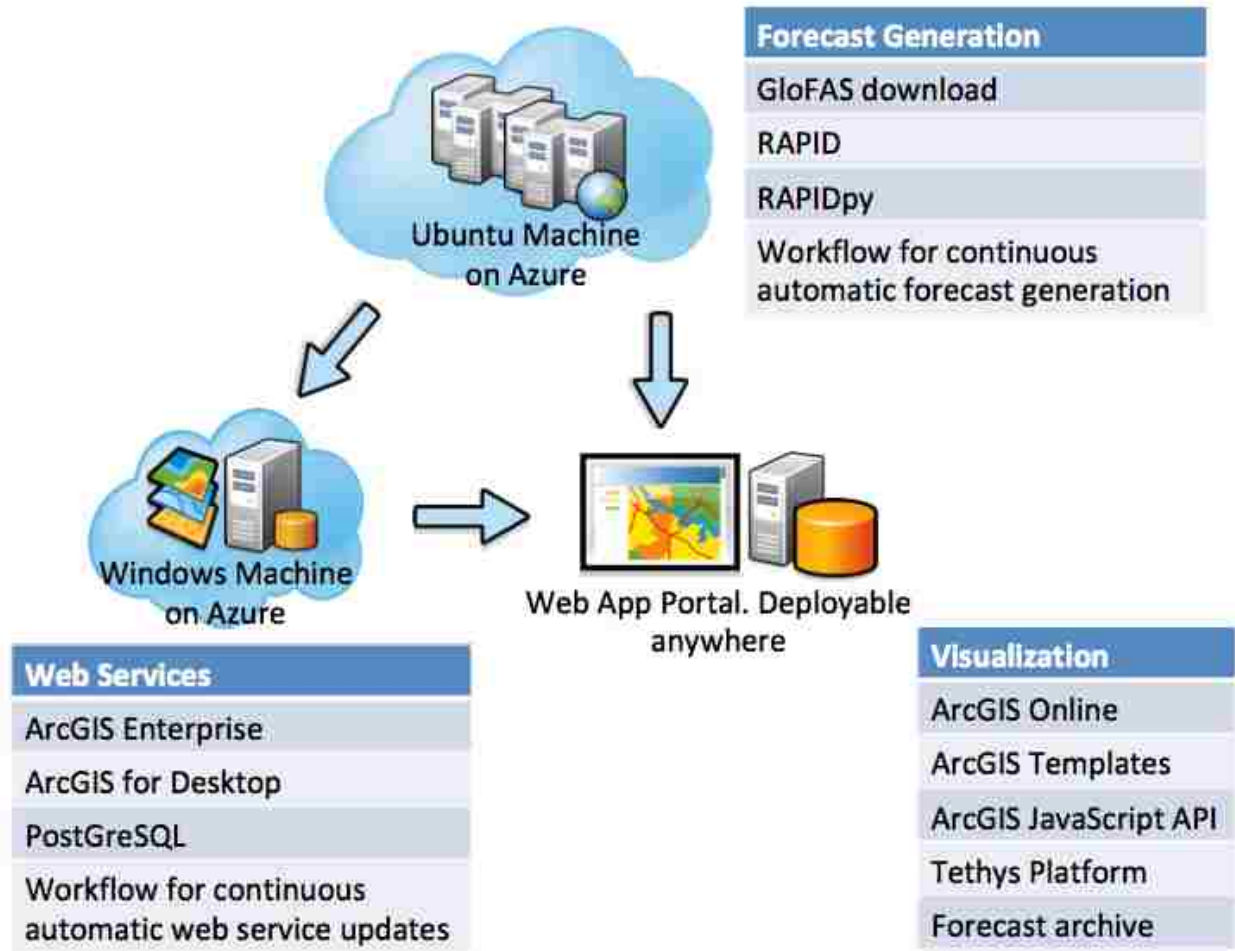 Forecast Generation
GloFAS download
RAPID
RAPIDpy
Workflow for continuous
automatic forecast generation
Ubuntu Machine
on Azure
Windows Machine
on Azure
Web App Portal. Deployable
anywhere
Web Services
ArcGIS Enterprise
ArcGIS for Desktop
PostGreSQL
Workflow for continuous
automatic web service updates
Visualization
ArcGIS Online
ArcGIS Templates
ArcGIS JavaScript API
Tethys Platform
Forecast archive